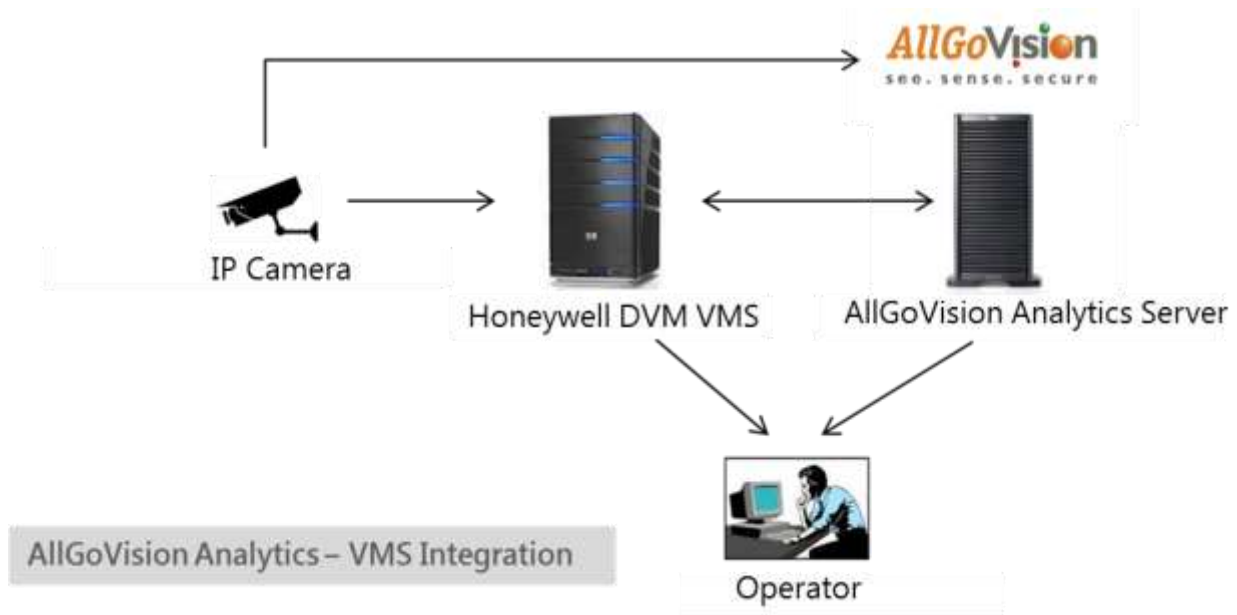 AllGoVision
see. sense. secure
IP Camera
Honeywell DVM VMS
AllGoVision Analytics Server
AllGoVision Analytics – VMS Integration
Operator